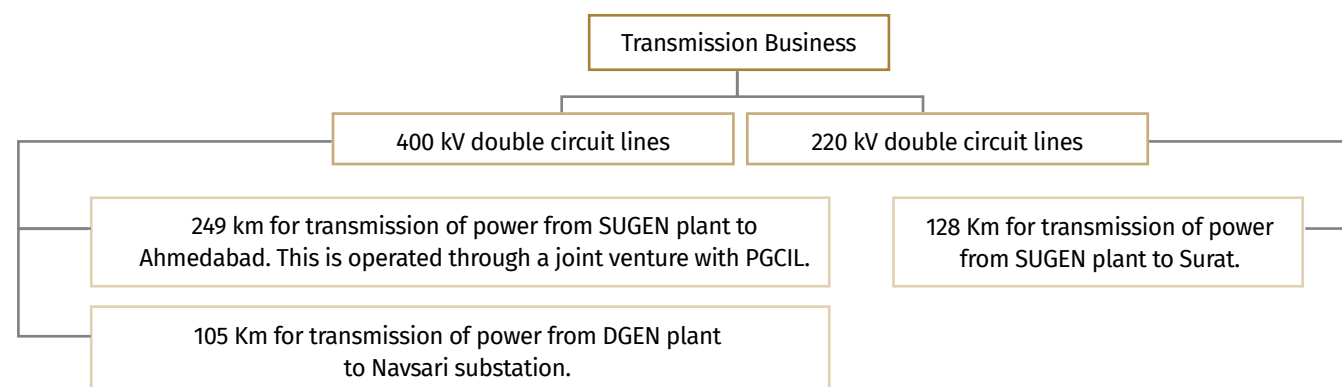 Transmission Business
400 kV double circuit lines
220 kV double circuit lines
249 km for transmission of power from SUGEN plant to
Ahmedabad. This is operated through a joint venture with PGCIL.
128 Km for transmission of power
from SUGEN plant to Surat.
105 Km for transmission of power from DGEN plant
to Navsari substation.